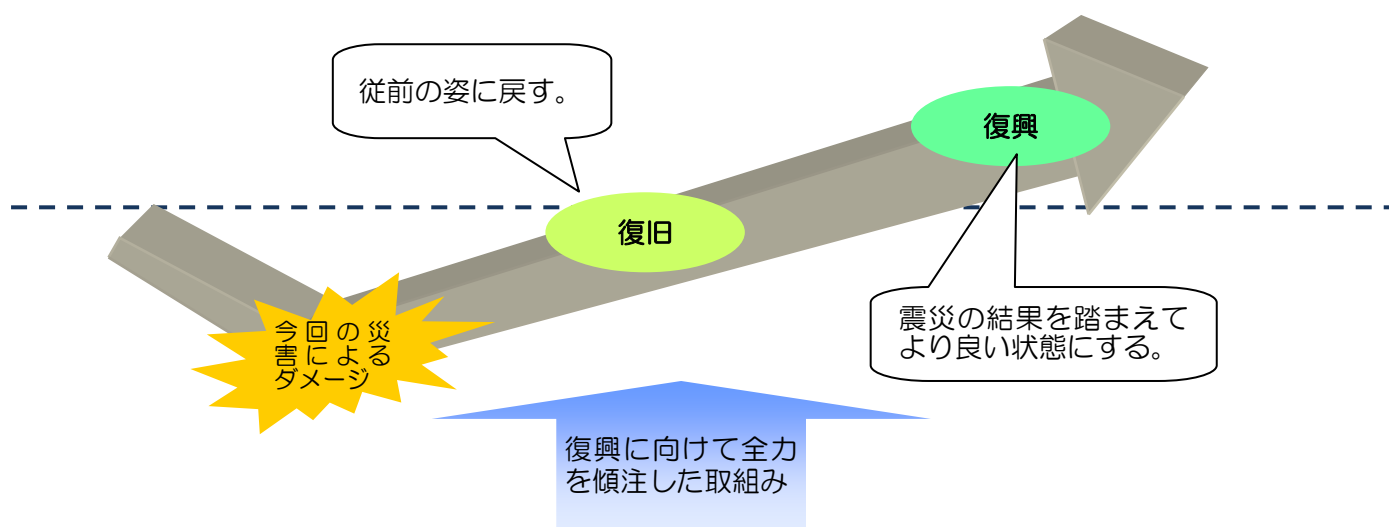 従前の姿に戻す。
復興
復旧
震災の結果を踏まえて
より良い状態にする。
今回の災
害による
ダメージ
復興に向けて全力
を傾注した取組み